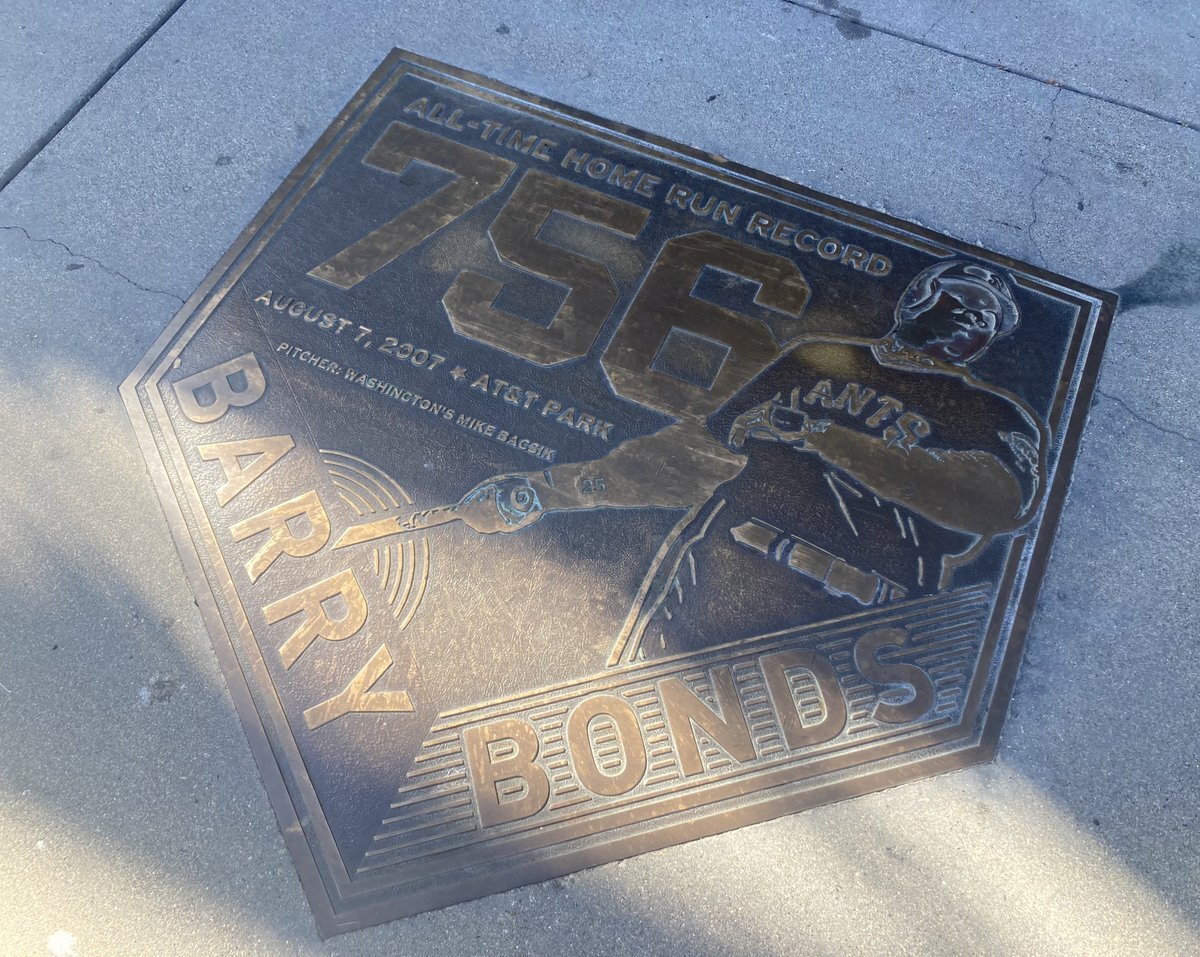 ALL-TIME HOME RUN RECORD
756
AUGUST 7, 2007 ★ AT&T PARK
PITCHER: WASHINGTON'S MIKE BACSIK
ANTS
25
BARRY
BONDS